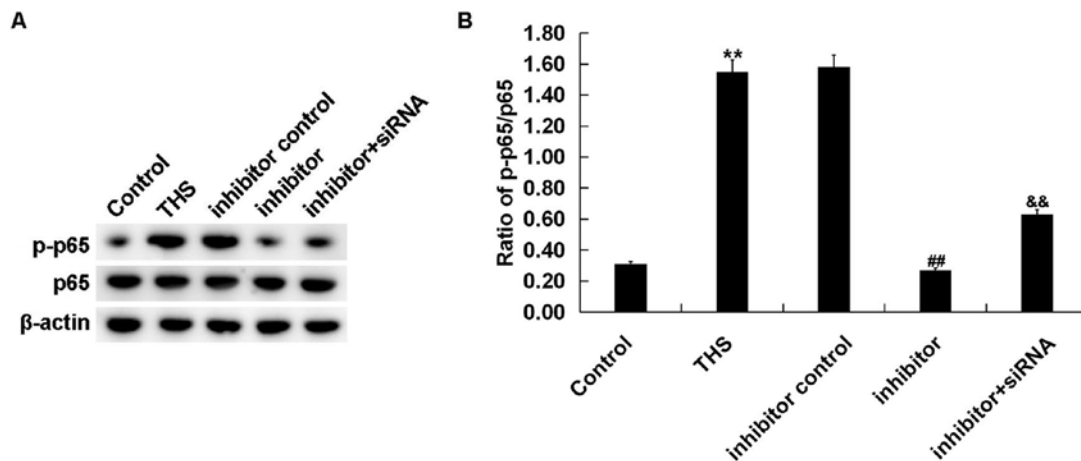 A
Control
THS
inhibitor control
inhibitor
inhibitor+siRNA
p-p65
p65
β-actin
B
Ratio of p-p65/p65
1.80
1.60
1.40
1.20
1.00
0.80
0.60
0.40
0.20
0.00
**
##
&&
Control
THS
inhibitor control
inhibitor
inhibitor+siRNA